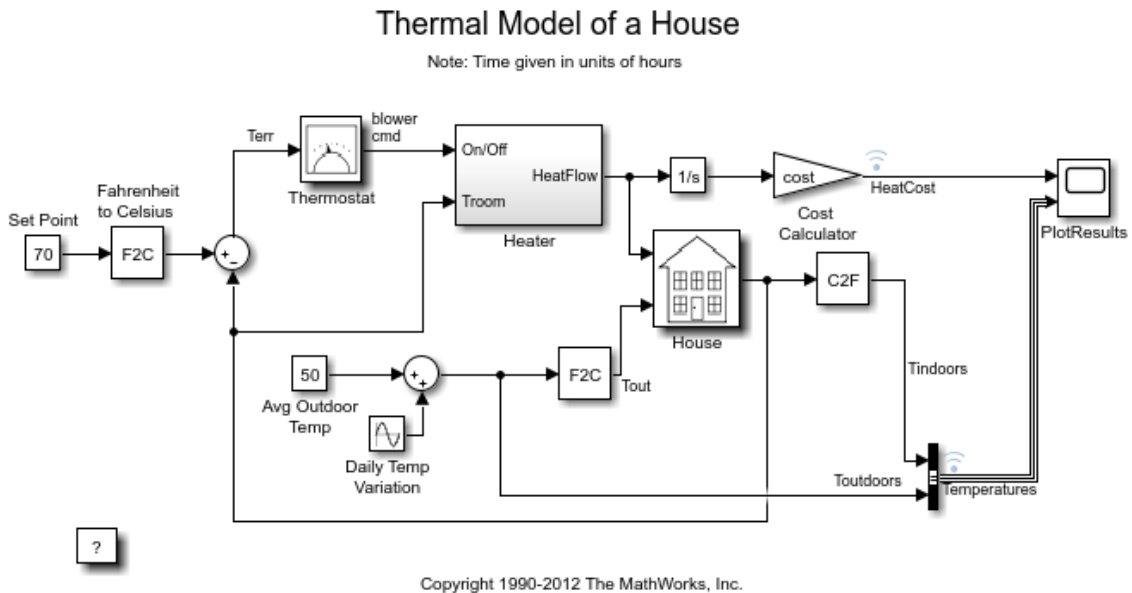 Thermal Model of a House
Note: Time given in units of hours
Terr
blower
cmd
Thermostat
On/Off
HeatFlow
Troom
Heater
1/s
cost
Cost
Calculator
HeatCost
PlotResults
Set Point
70
Fahrenheit
to Celsius
F2C
+
-
House
C2F
50
Avg Outdoor
Temp
+
+
Daily Temp
Variation
F2C
Tout
Tindoors
Toutdoors
Temperatures
?
Copyright 1990-2012 The MathWorks, Inc.